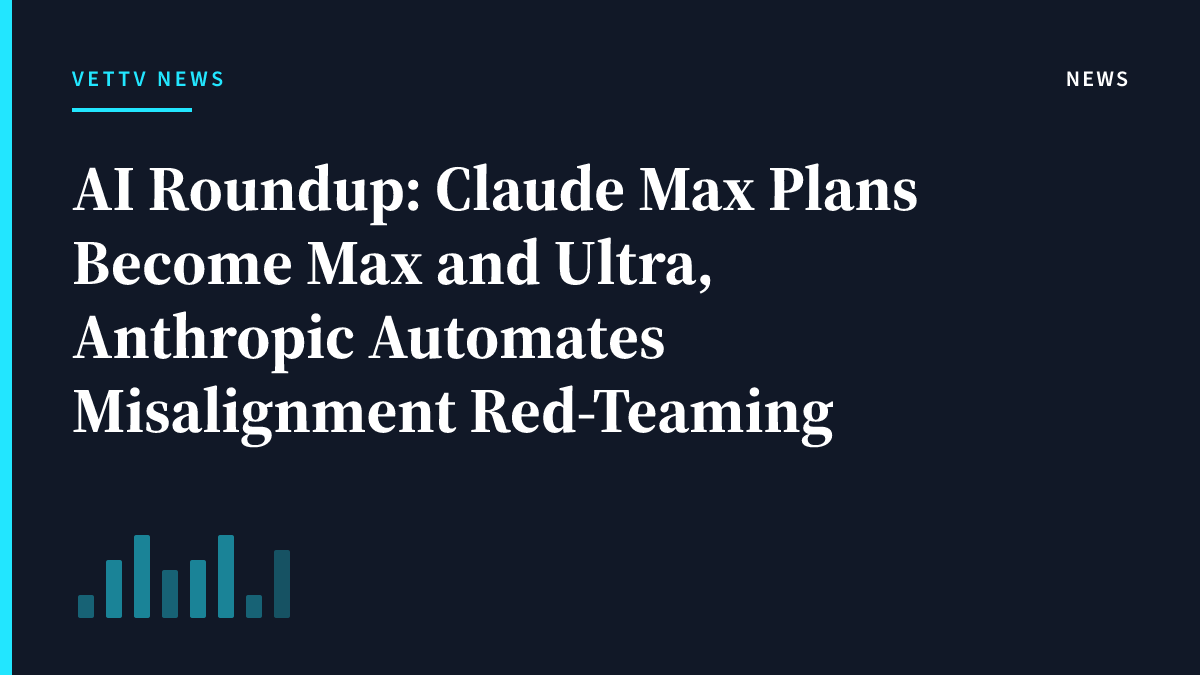 VETTV NEWS
NEWS
AI Roundup: Claude Max Plans
Become Max and Ultra,
Anthropic Automates
Misalignment Red-Teaming